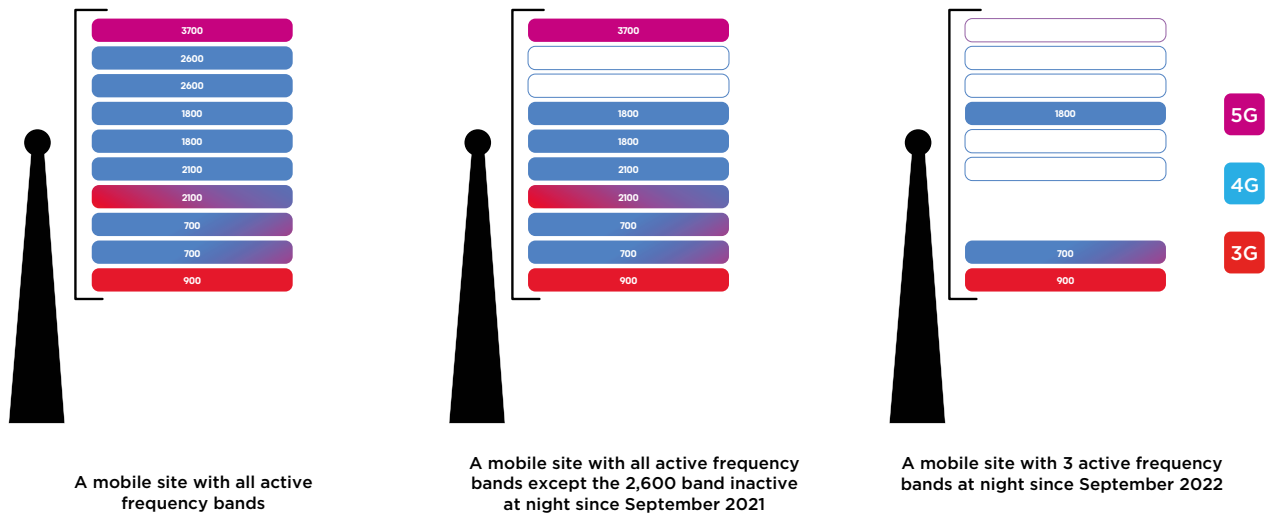 3700
2600
2600
1800
1800
2100
2100
700
700
900
A mobile site with all active
frequency bands
3700
1800
1800
2100
2100
700
700
900
A mobile site with all active frequency
bands except the 2,600 band inactive
at night since September 2021
1800
700
900
A mobile site with 3 active frequency
bands at night since September 2022
5G
4G
3G